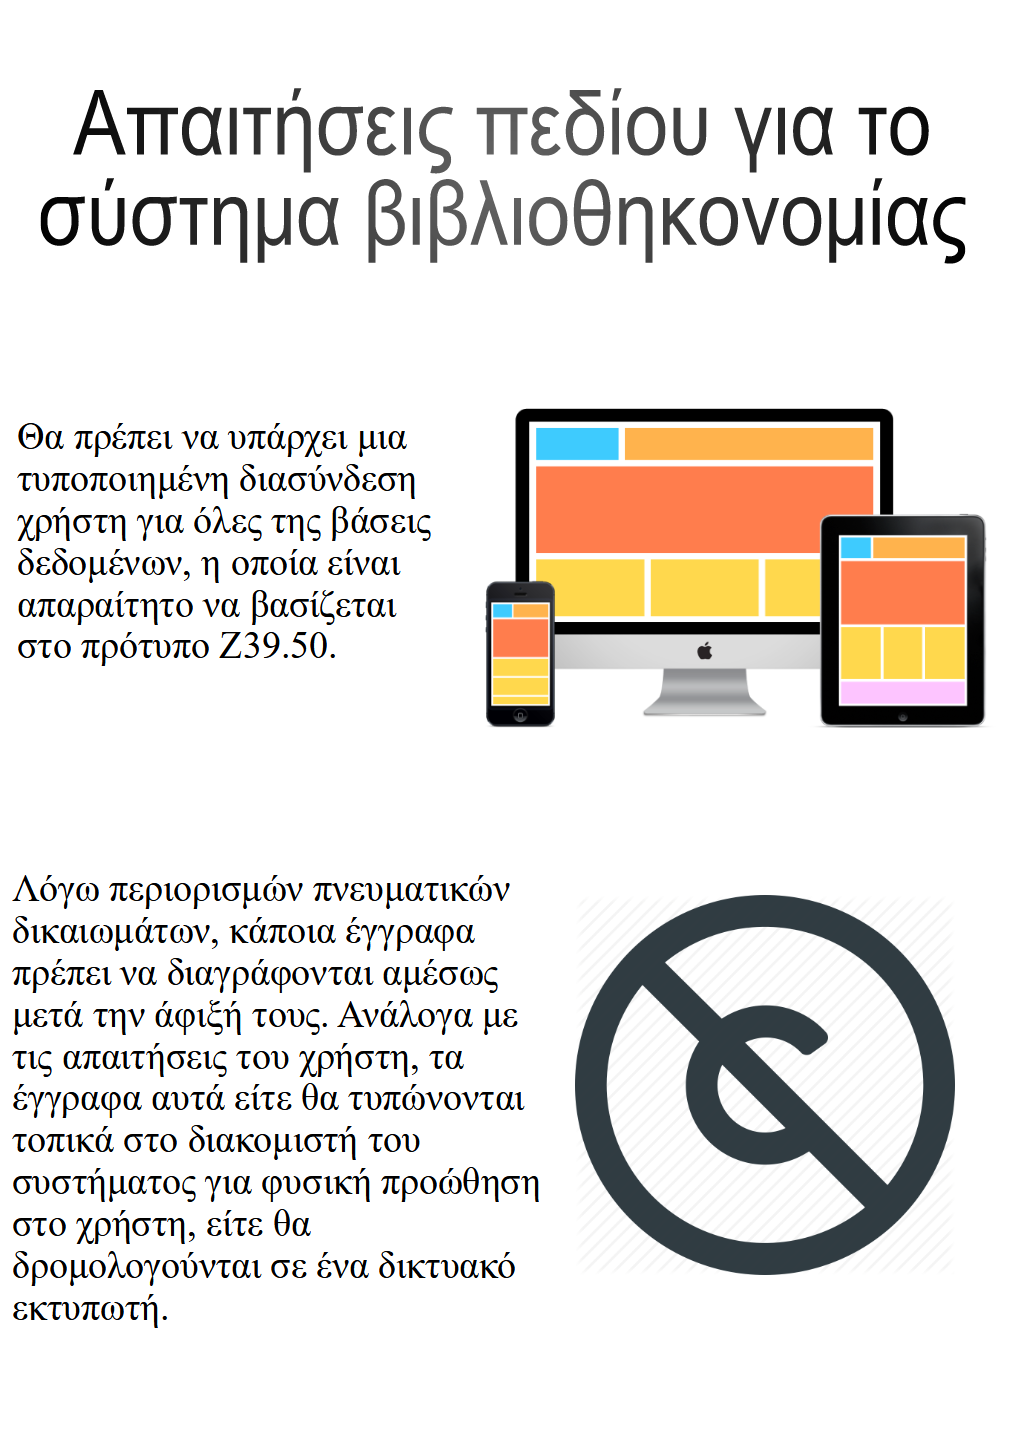 Απαιτήσεις πεδίου για το
σύστημα βιβλιοθηκονομίας
Θα πρέπει να υπάρχει μια
τυποποιημένη διασύνδεση
χρήστη για όλες της βάσεις
δεδομένων, η οποία είναι
απαραίτητο να βασίζεται
στο πρότυπο Z39.50.
Λόγω περιορισμών πνευματικών
δικαιωμάτων, κάποια έγγραφα
πρέπει να διαγράφονται αμέσως
μετά την άφιξή τους. Ανάλογα με
τις απαιτήσεις του χρήστη, τα
έγγραφα αυτά είτε θα τυπώνονται
τοπικά στο διακομιστή του
συστήματος για φυσική προώθηση
στο χρήστη, είτε θα
δρομολογούνται σε ένα δικτυακό
εκτυπωτή.